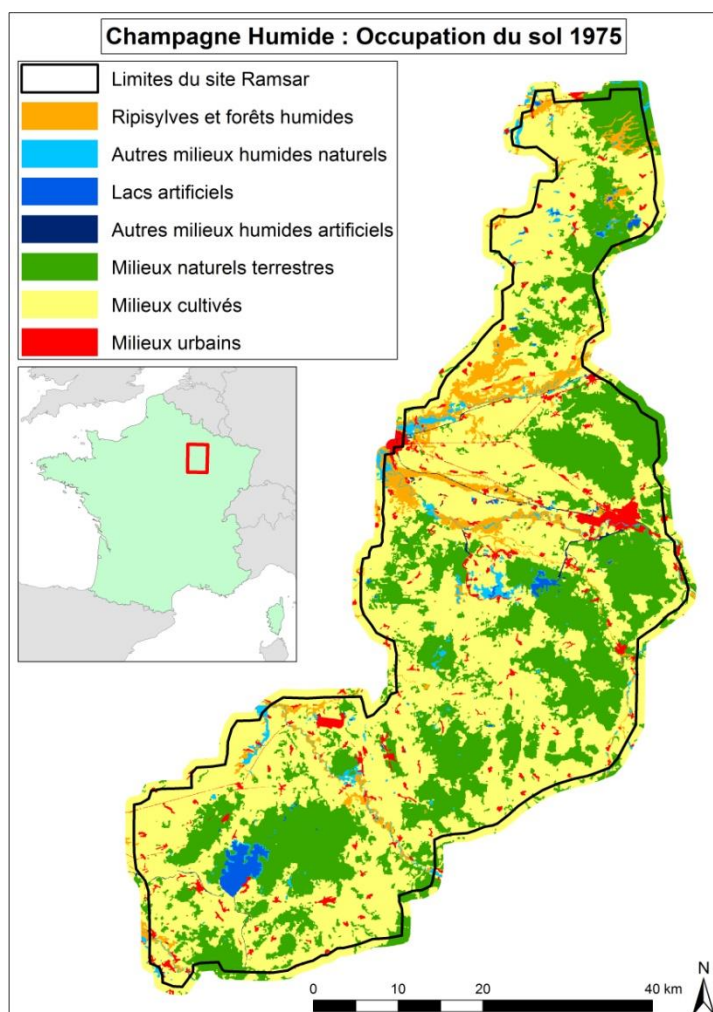 Champagne Humide : Occupation du sol 1975
Limites du site Ramsar
Ripisylves et forêts humides
Autres milieux humides naturels
Lacs artificiels
Autres milieux humides artificiels
Milieux naturels terrestres
Milieux cultivés
Milieux urbains
N
0 10 20 40 km